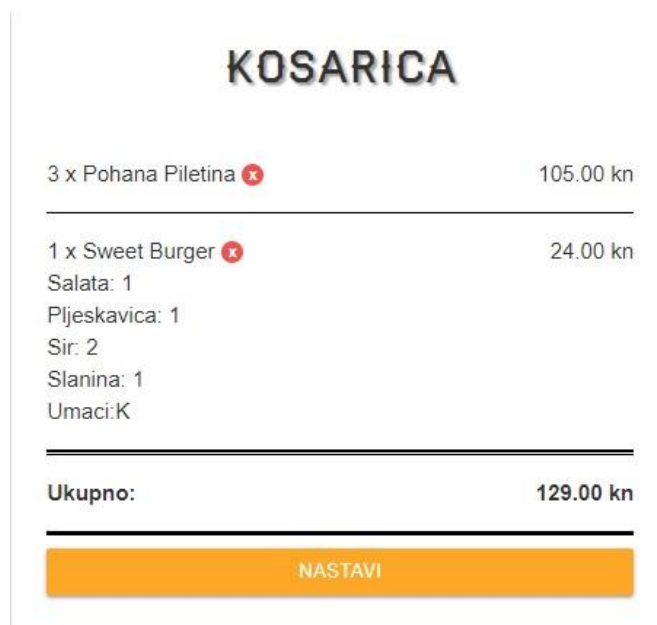 KOSARICA
3 x Pohana Piletina x 105.00 kn
1 x Sweet Burger x 24.00 kn
Salata: 1
Pljeskavica: 1
Sir: 2
Slanina: 1
Umaci:K
Ukupno: 129.00 kn
NASTAVI